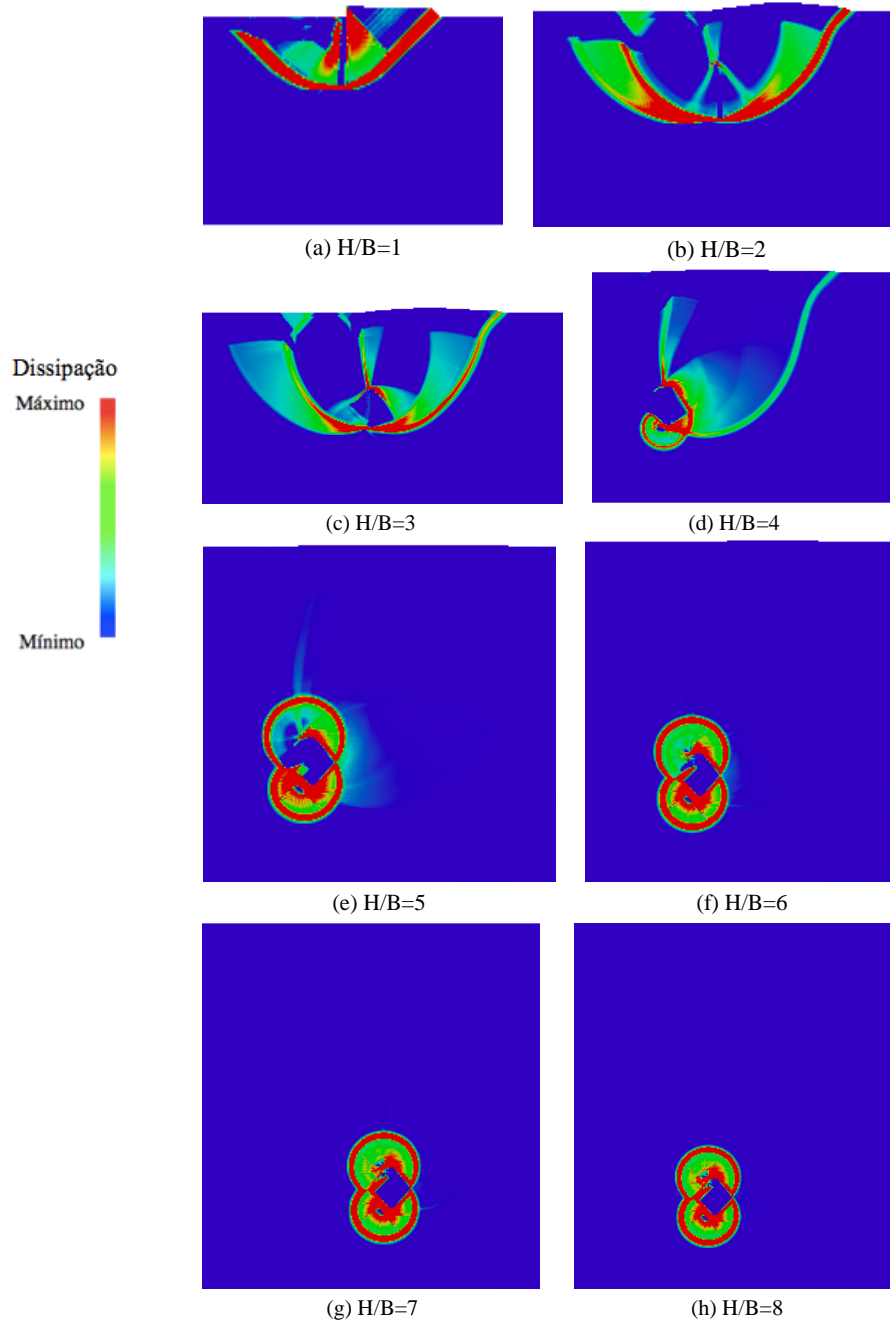 (a) H/B=1
(b) H/B=2
Dissipação
Máximo
Mínimo
(c) H/B=3
(d) H/B=4
(e) H/B=5
(f) H/B=6
(g) H/B=7
(h) H/B=8